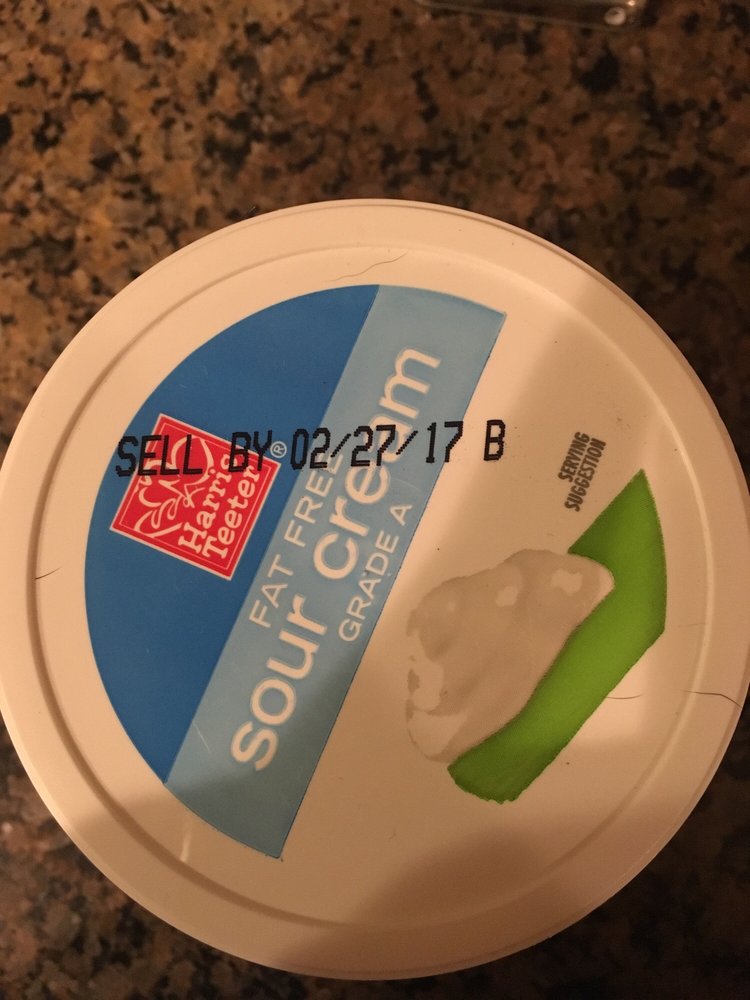 SELL BY 02/27/17 B
Harris
Teeter®
FAT FREE
sour cream
GRADE A
SERVING
SUGGESTION